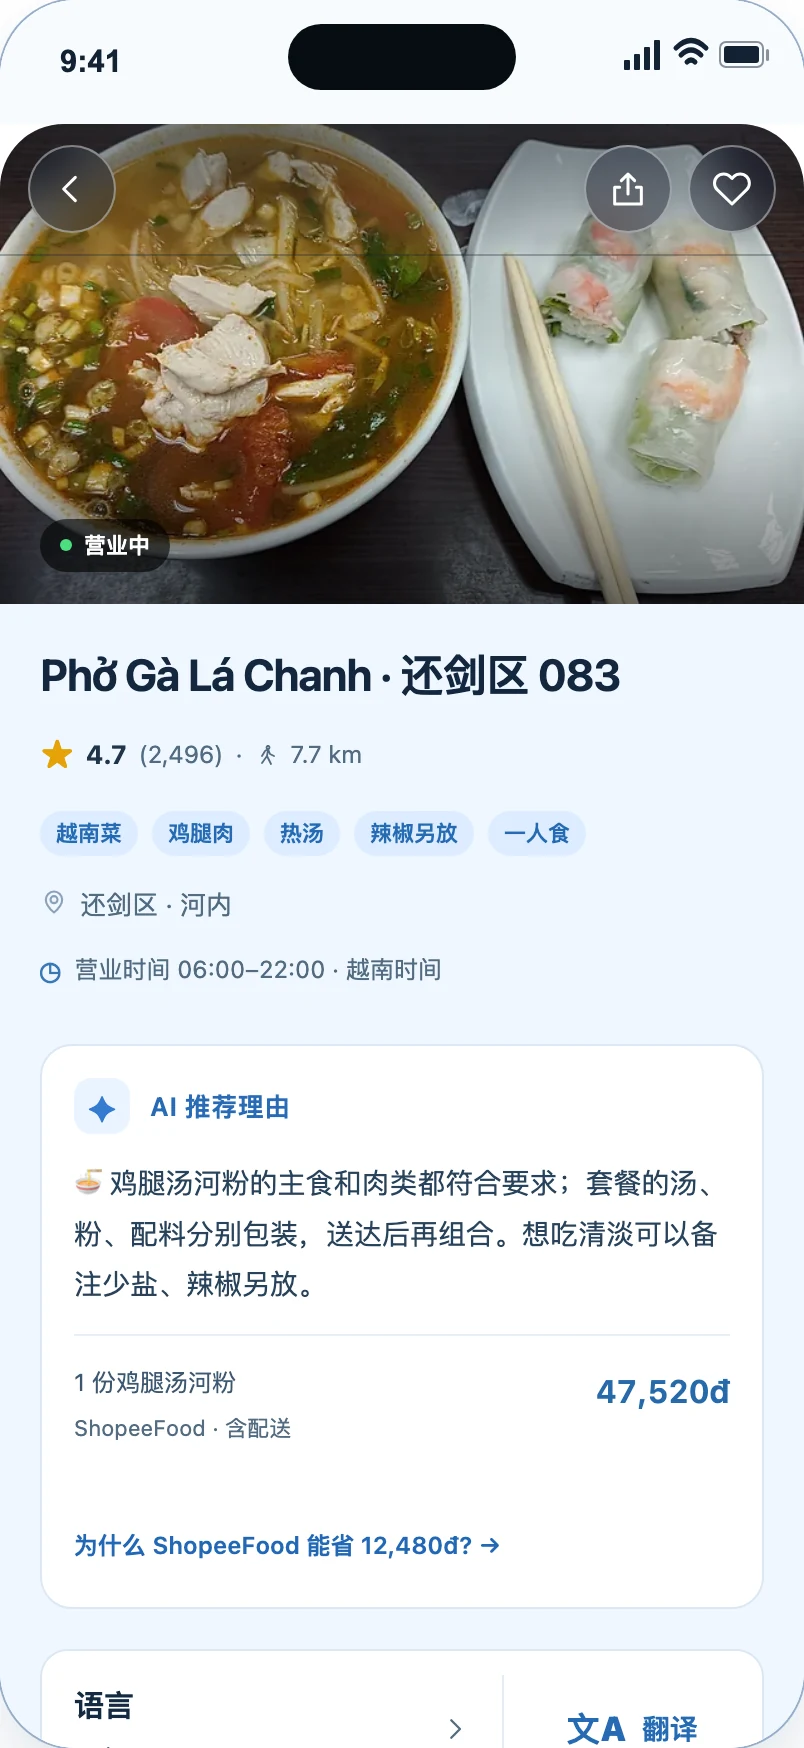 9:41
营业中
Phở Gà Lá Chanh · 还剑区 083
4.7 (2,496) · 7.7 km
越南菜 鸡腿肉 热汤 辣椒另放 一人食
还剑区 · 河内
营业时间 06:00–22:00 · 越南时间
AI 推荐理由
🍜 鸡腿汤河粉的主食和肉类都符合要求；套餐的汤、
粉、配料分别包装，送达后再组合。想吃清淡可以备
注少盐、辣椒另放。
1 份鸡腿汤河粉
47,520đ
ShopeeFood · 含配送
为什么 ShopeeFood 能省 12,480đ? →
语言
文A 翻译